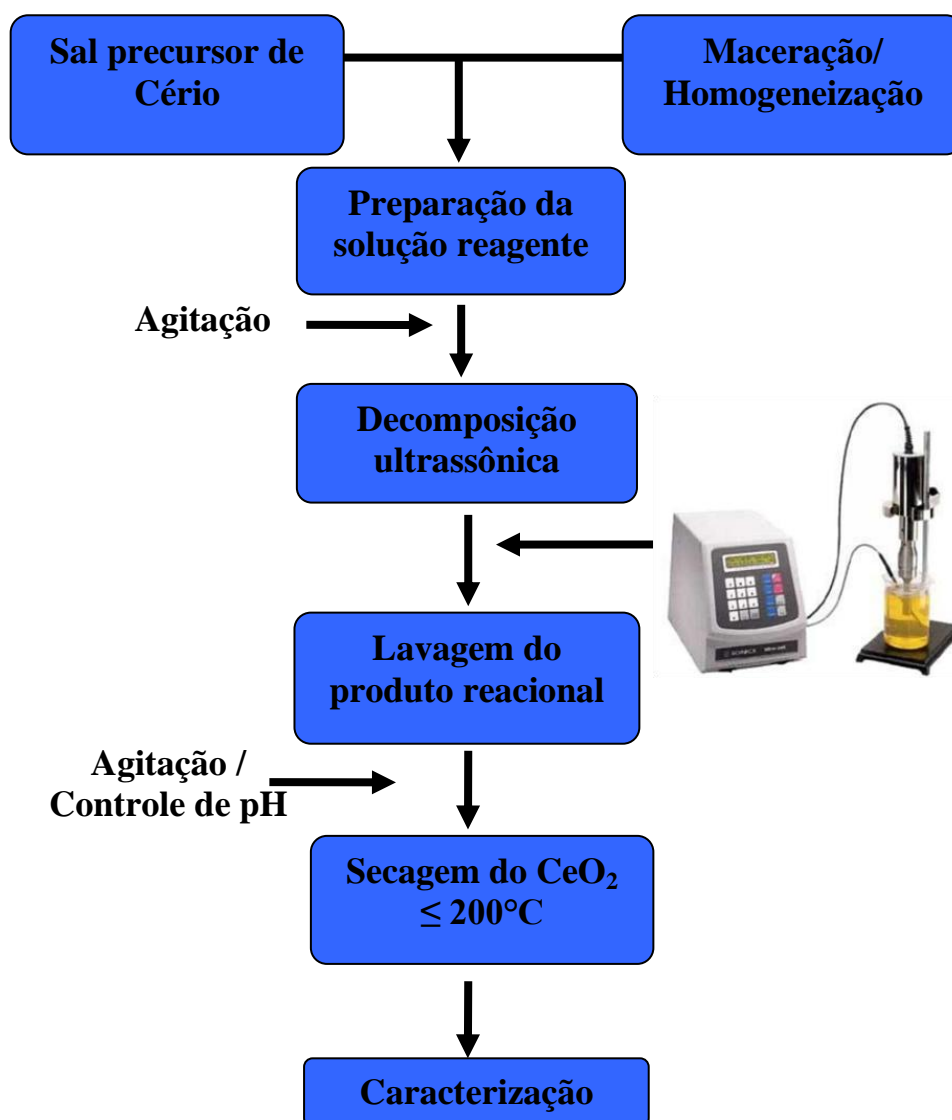 Sal precursor de
Cério
Maceração/
Homogeneização
Preparação da
solução reagente
Agitação
Decomposição
ultrassônica
Lavagem do
produto reacional
Agitação /
Controle de pH
Secagem do CeO₂
≤ 200°C
Caracterização